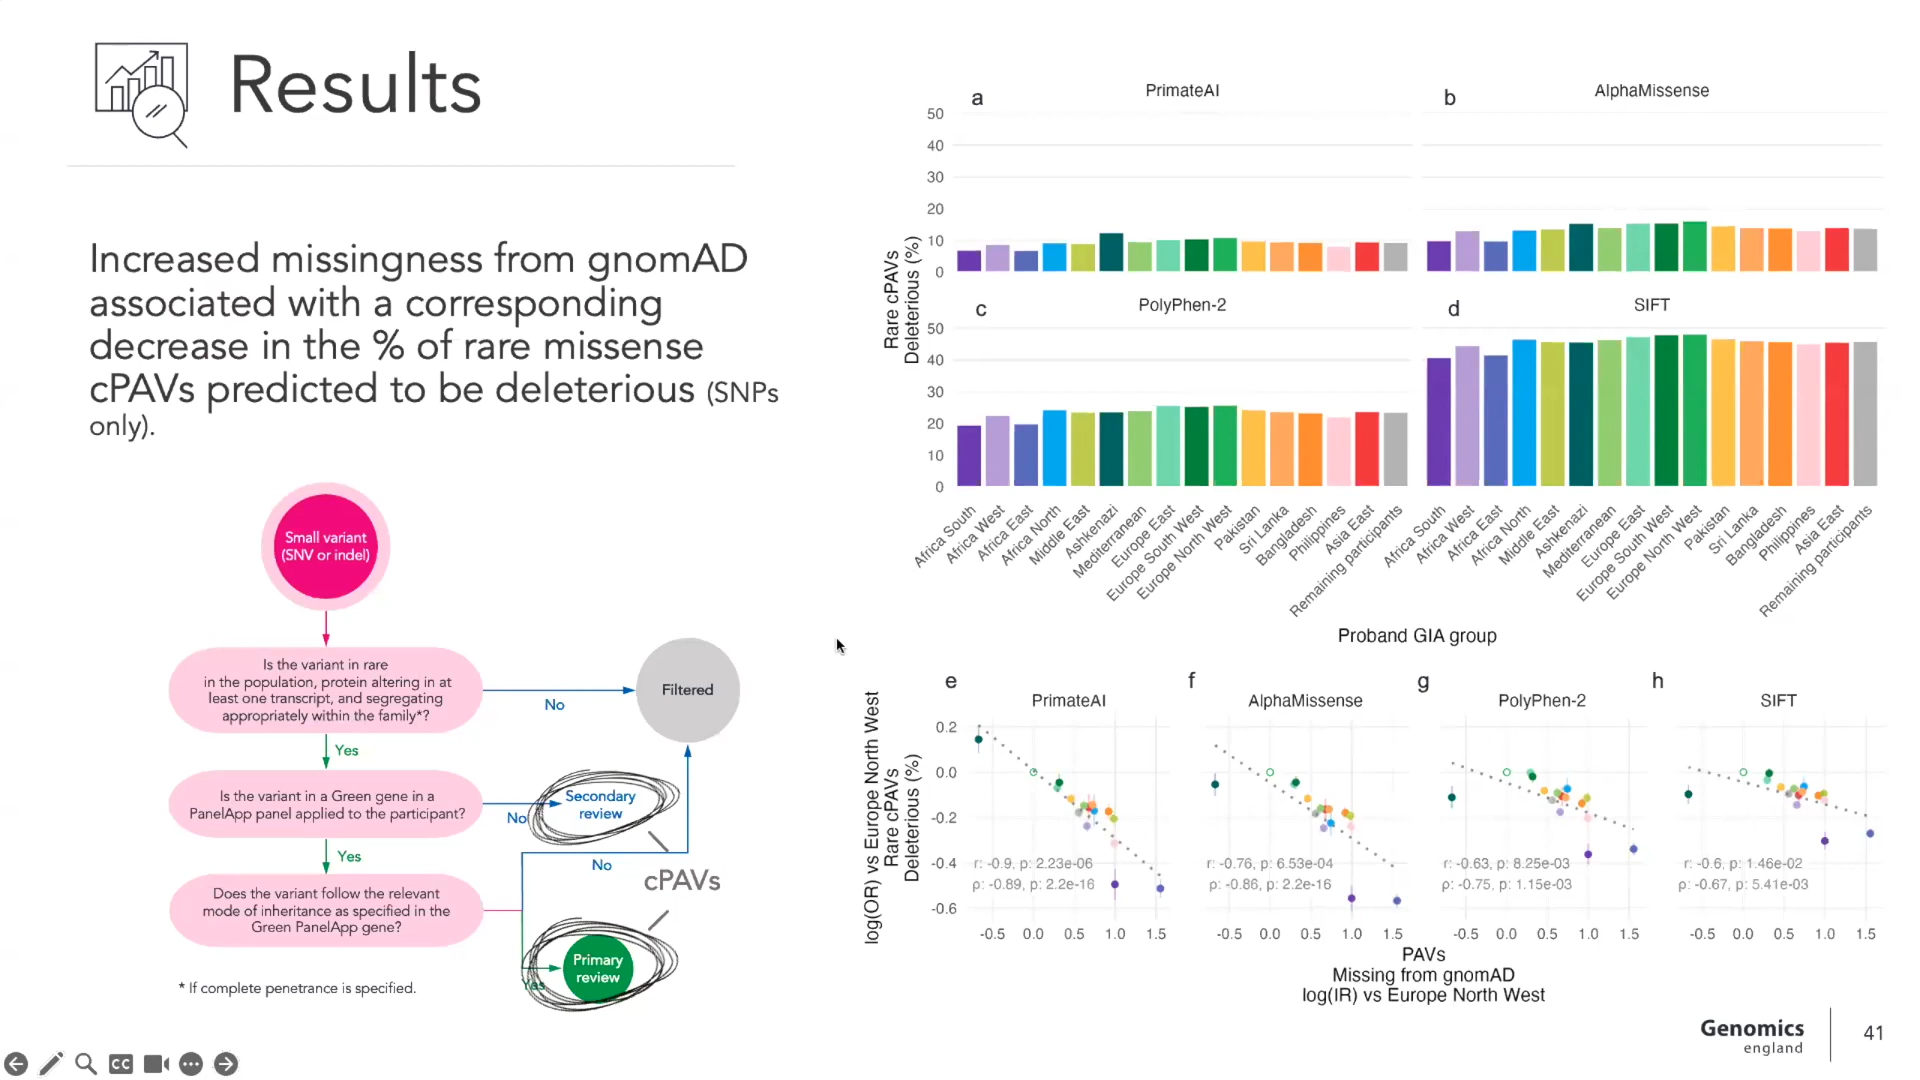 Results
Increased missingness from gnomAD
associated with a corresponding
decrease in the % of rare missense
cPAVs predicted to be deleterious (SNPs
only).
Small variant
(SNV or indel)
Is the variant in rare
in the population, protein altering in at
least one transcript, and segregating
appropriately within the family*?
No
Filtered
Yes
Is the variant in a Green gene in a
PanelApp panel applied to the participant?
No
Secondary
review
Yes
No
cPAVs
Does the variant follow the relevant
mode of inheritance as specified in the
Green PanelApp gene?
Yes
Primary
review
* If complete penetrance is specified.
a
PrimateAI
b
AlphaMissense
50
40
30
20
10
0
Rare cPAVs
Deleterious (%)
c
PolyPhen-2
d
SIFT
50
40
30
20
10
0
Africa South
Africa West
Africa East
Africa North
Middle East
Ashkenazi
Mediterranean
Europe East
Europe South West
Europe North West
Pakistan
Sri Lanka
Bangladesh
Philippines
Asia East
Remaining participants
Africa South
Africa West
Africa East
Africa North
Middle East
Ashkenazi
Mediterranean
Europe East
Europe South West
Europe North West
Pakistan
Sri Lanka
Bangladesh
Philippines
Asia East
Remaining participants
Proband GIA group
e
PrimateAI
f
AlphaMissense
g
PolyPhen-2
h
SIFT
log(OR) vs Europe North West
Rare cPAVs
Deleterious (%)
0.2
0.0
-0.2
-0.4
-0.6
r: -0.9, p: 2.23e-06
ρ: -0.89, p: 2.2e-16
r: -0.76, p: 6.53e-04
ρ: -0.86, p: 2.2e-16
r: -0.63, p: 8.25e-03
ρ: -0.75, p: 1.15e-03
r: -0.6, p: 1.46e-02
ρ: -0.67, p: 5.41e-03
-0.5 0.0 0.5 1.0 1.5
-0.5 0.0 0.5 1.0 1.5
-0.5 0.0 0.5 1.0 1.5
-0.5 0.0 0.5 1.0 1.5
PAVs
Missing from gnomAD
log(IR) vs Europe North West
Genomics
england
41
CC